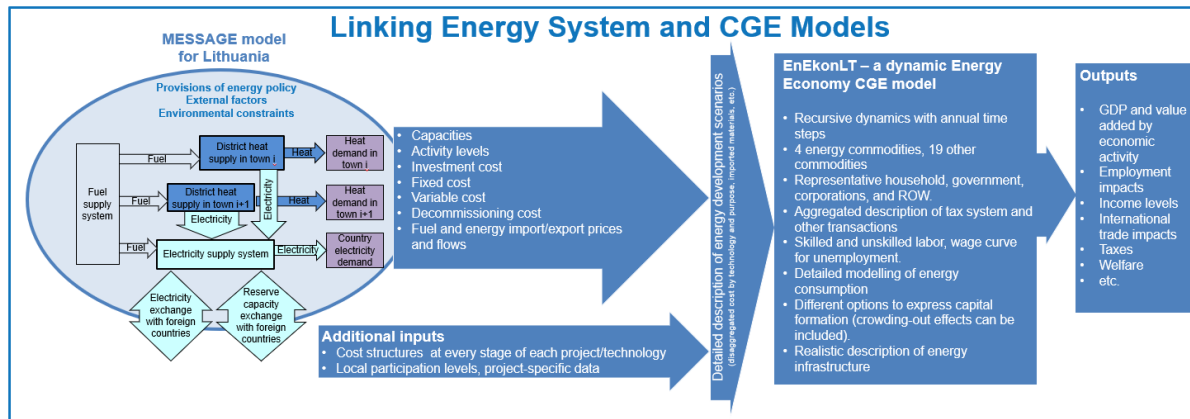 Linking Energy System and CGE Models
MESSAGE model
for Lithuania
Provisions of energy policy
External factors
Environmental constraints
Fuel
supply
system
Fuel
District heat
supply in town i
Heat
Heat
demand in
town i
Fuel
District heat
supply in town i+1
Heat
Heat
demand in
town i+1
Electricity
Electricity
Fuel
Electricity supply system
Electricity
Country
electricity
demand
Electricity
exchange
with foreign
countries
Reserve
capacity
exchange
with foreign
countries
• Capacities
• Activity levels
• Investment cost
• Fixed cost
• Variable cost
• Decommissioning cost
• Fuel and energy import/export prices
and flows
Additional inputs
• Cost structures at every stage of each project/technology
• Local participation levels, project-specific data
Detailed description of energy development scenarios
(disaggregated cost by technology and purpose, imported materials, etc.)
EnEkonLT – a dynamic Energy
Economy CGE model
• Recursive dynamics with annual time
steps
• 4 energy commodities, 19 other
commodities
• Representative household, government,
corporations, and ROW.
• Aggregated description of tax system and
other transactions
• Skilled and unskilled labor, wage curve
for unemployment.
• Detailed modelling of energy
consumption
• Different options to express capital
formation (crowding-out effects can be
included).
• Realistic description of energy
infrastructure
Outputs
• GDP and value
added by
economic
activity
• Employment
impacts
• Income levels
• International
trade impacts
• Taxes
• Welfare
• etc.